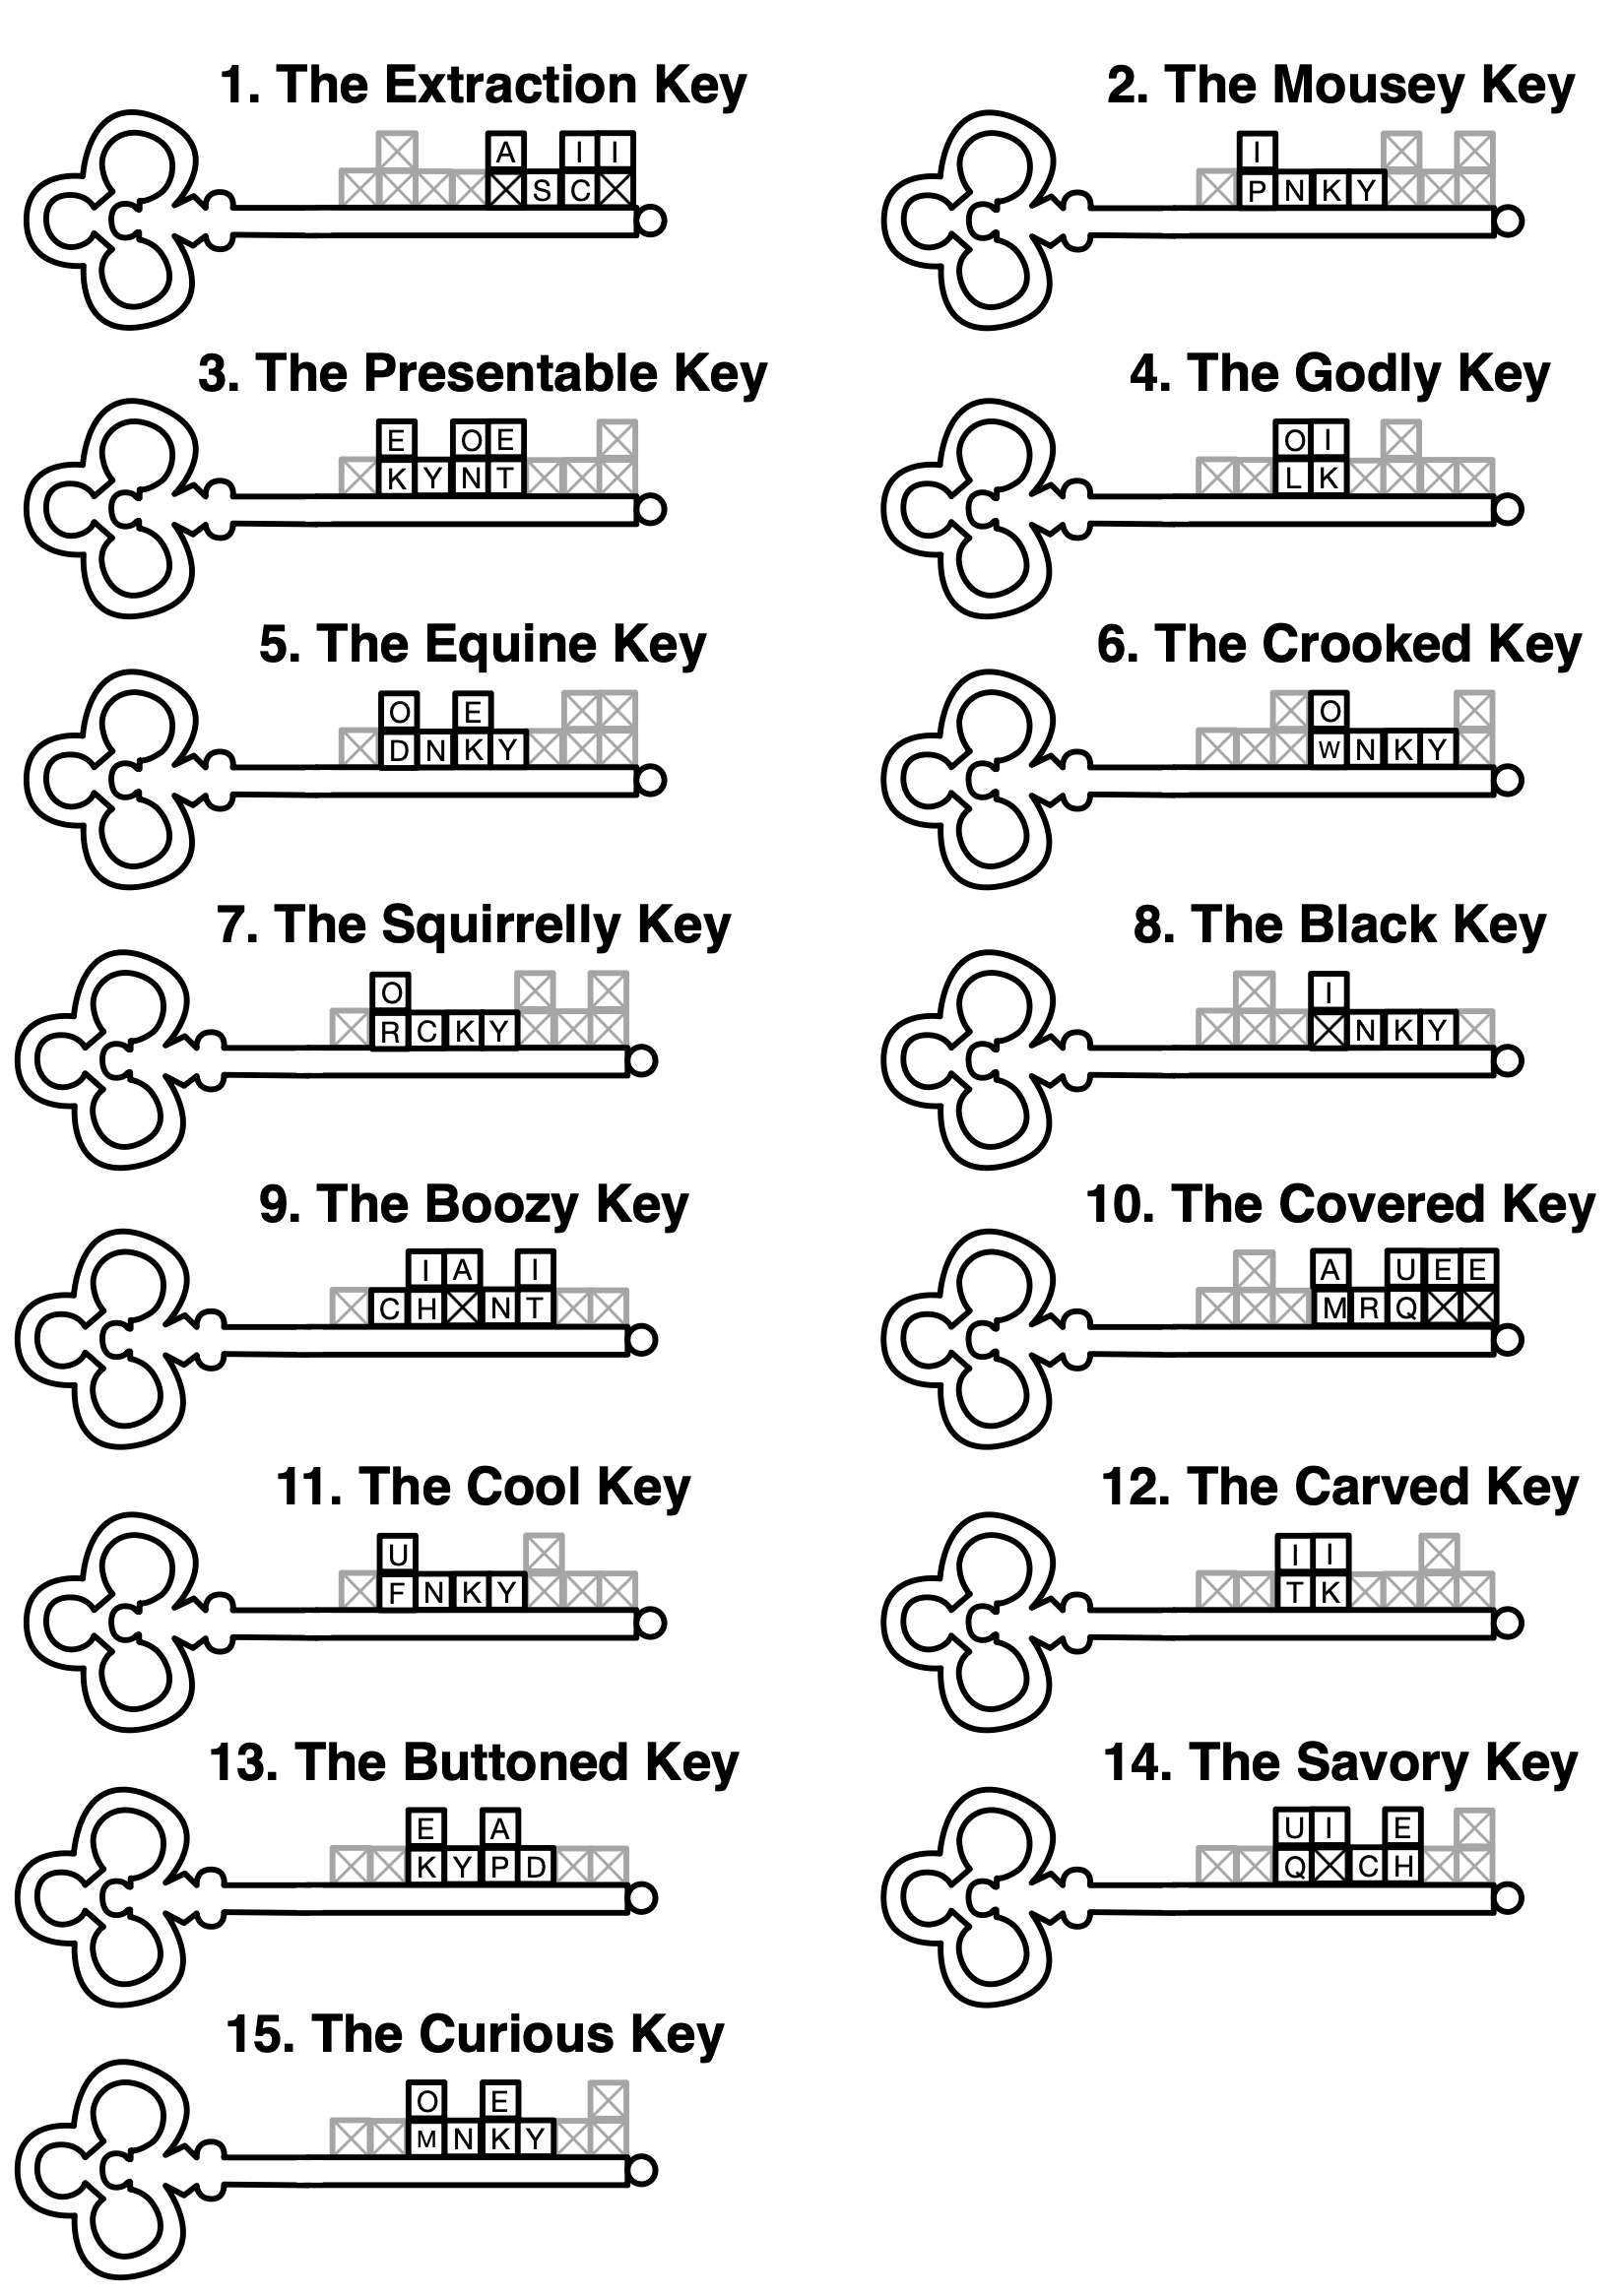 1. The Extraction Key
A I I
S C
2. The Mousey Key
I
P N K Y
3. The Presentable Key
E O E
K Y N T
4. The Godly Key
O I
L K
5. The Equine Key
O E
D N K Y
6. The Crooked Key
O
W N K Y
7. The Squirrelly Key
O
R C K Y
8. The Black Key
I
N K Y
9. The Boozy Key
I A I
C H N T
10. The Covered Key
A U E E
M R Q
11. The Cool Key
U
F N K Y
12. The Carved Key
I I
T K
13. The Buttoned Key
E A
K Y P D
14. The Savory Key
U I E
Q C H
15. The Curious Key
O E
M N K Y